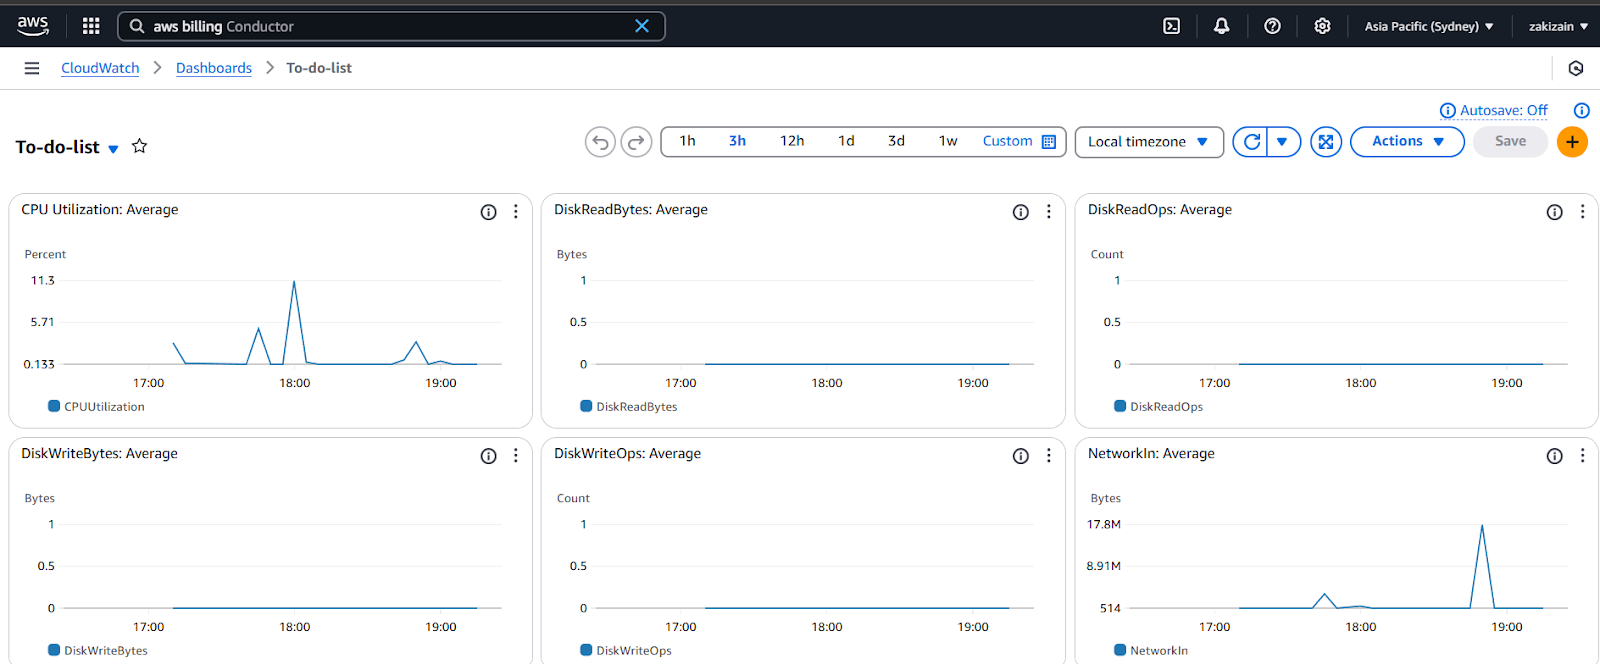 aws
aws billing Conductor
Asia Pacific (Sydney)
zakizain
CloudWatch
Dashboards
To-do-list
Autosave: Off
To-do-list
1h
3h
12h
1d
3d
1w
Custom
Local timezone
Actions
Save
CPU Utilization: Average
Percent
11.3
5.71
0.133
17:00
18:00
19:00
CPUUtilization
DiskReadBytes: Average
Bytes
1
0.5
0
17:00
18:00
19:00
DiskReadBytes
DiskReadOps: Average
Count
1
0.5
0
17:00
18:00
19:00
DiskReadOps
DiskWriteBytes: Average
Bytes
1
0.5
0
17:00
18:00
19:00
DiskWriteBytes
DiskWriteOps: Average
Count
1
0.5
0
17:00
18:00
19:00
DiskWriteOps
NetworkIn: Average
Bytes
17.8M
8.91M
514
17:00
18:00
19:00
NetworkIn